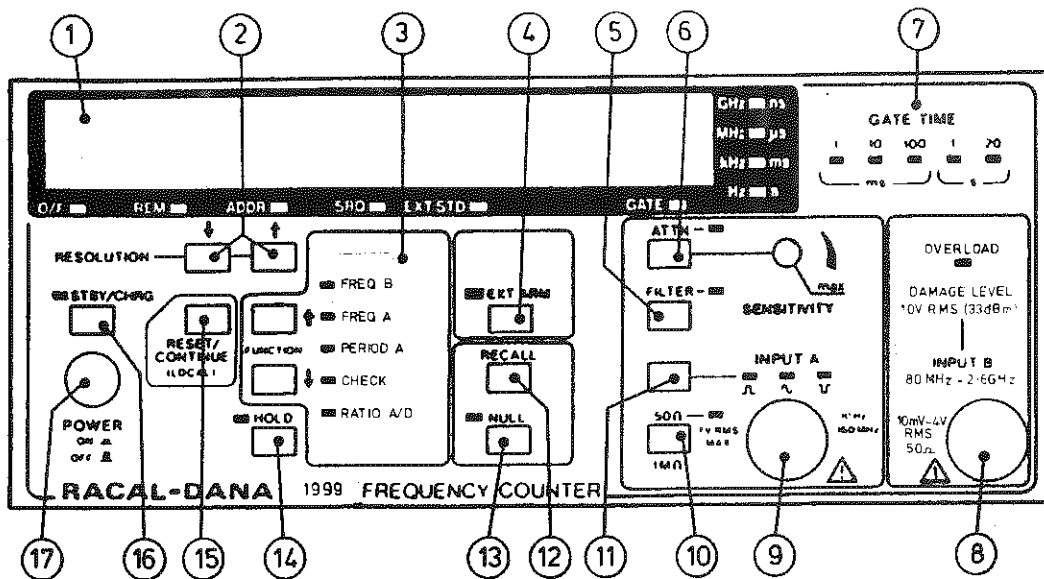 1 2 3 4 5 6 7
GHz ns
MHz µs
kHz ms
Hz s
O/F REM ADDR SRQ EXT STD GATE
GATE TIME
1 10 100 1 20
ms s
RESOLUTION ↓ ↑
STBY/CHRG
RESET/
CONTINUE
(LOCAL)
FUNCTION
↑
↓
FREQ B
FREQ A
PERIOD A
CHECK
RATIO A/D
HOLD
POWER
ON
OFF
EXT ARM
RECALL
NULL
ATTN
FILTER
SENSITIVITY
max
INPUT A
50Ω
RMS
MAX
1MΩ
160 MHz
OVERLOAD
DAMAGE LEVEL
10V RMS (33dBm)
INPUT B
80 MHz - 2·6GHz
10mV-4V
RMS
50Ω
RACAL-DANA 1999 FREQUENCY COUNTER
17 16 15 14 13 12 11 10 9 8